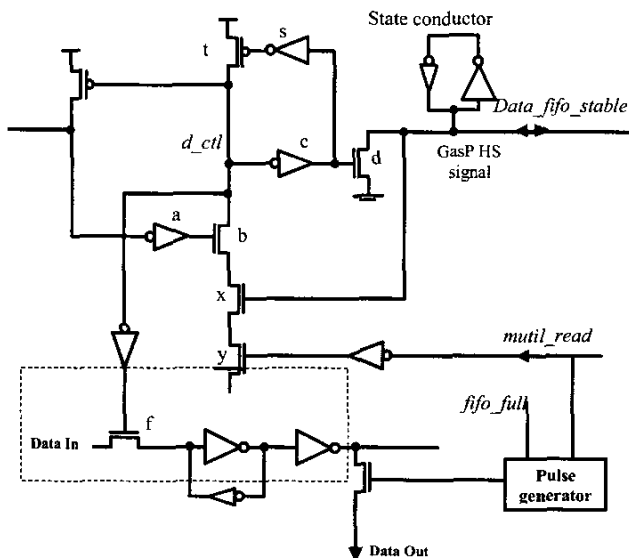 State conductor
s
t
Data_fifo_stable
d_ctl
c
d
GasP HS
signal
a
b
x
mutil_read
y
fifo_full
f
Data In
Pulse
generator
Data Out